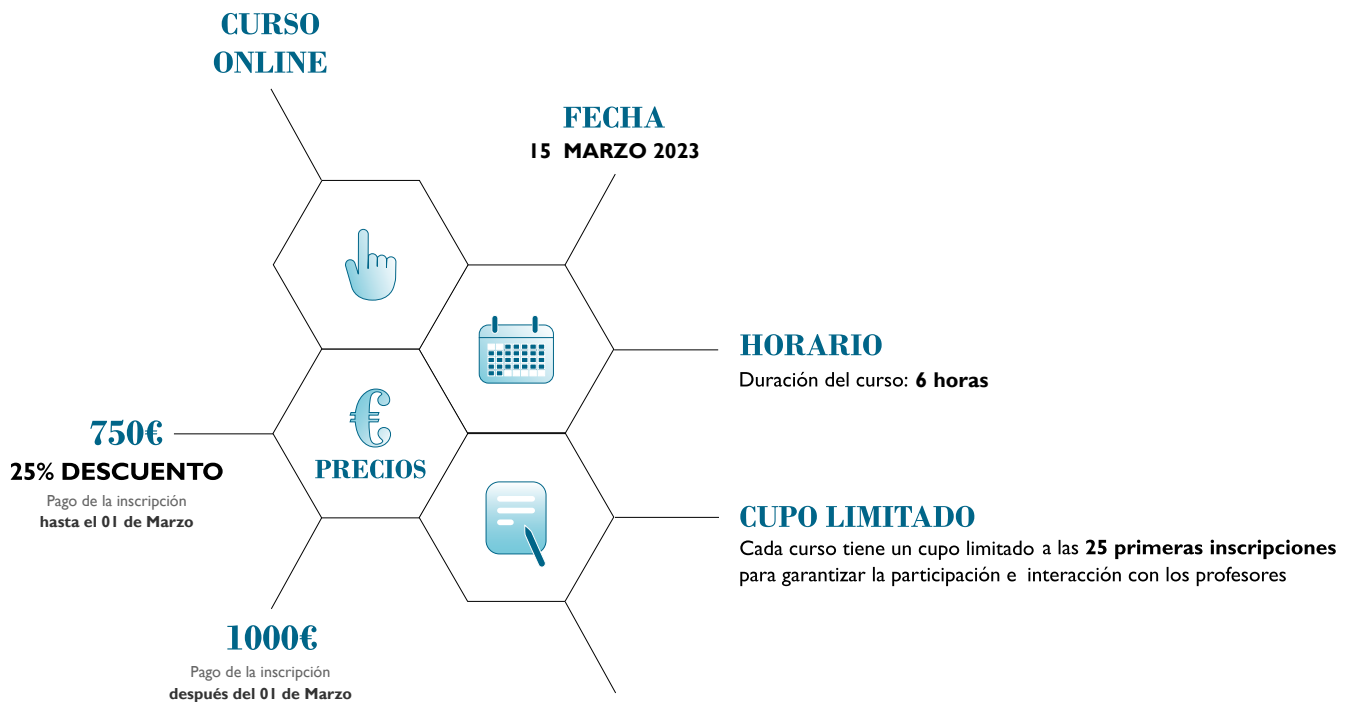 CURSO
ONLINE
FECHA
15 MARZO 2023
HORARIO
Duración del curso: 6 horas
€
PRECIOS
750€
25% DESCUENTO
Pago de la inscripción
hasta el 01 de Marzo
CUPO LIMITADO
Cada curso tiene un cupo limitado a las 25 primeras inscripciones
para garantizar la participación e interacción con los profesores
1000€
Pago de la inscripción
después del 01 de Marzo